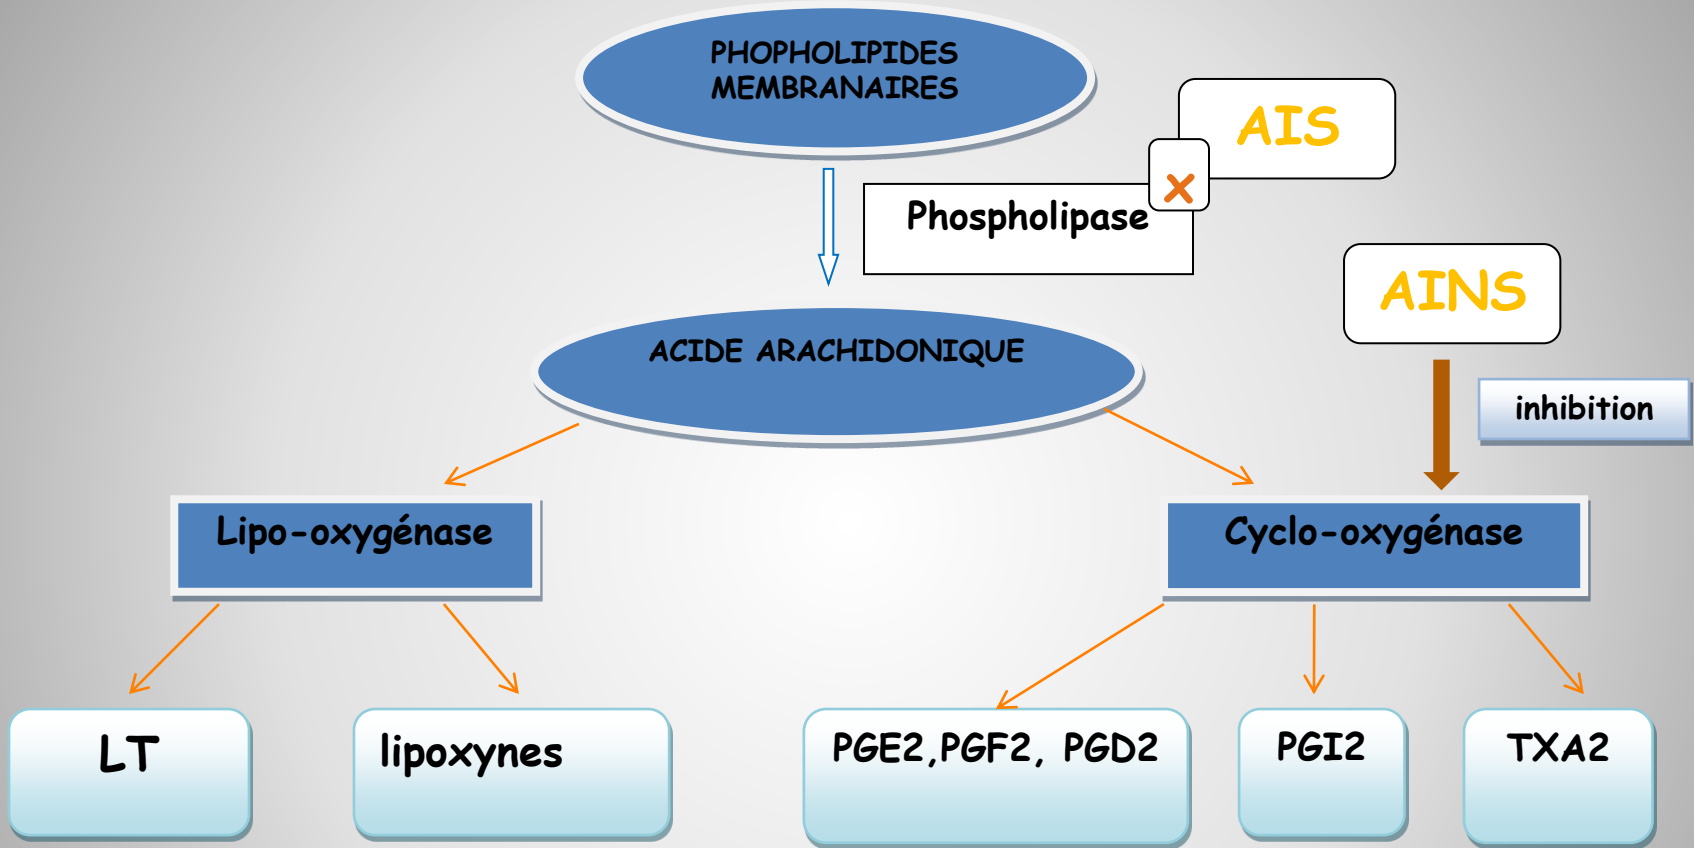 PHOPHOLIPIDES
MEMBRANAIRES
AIS
x
Phospholipase
AINS
ACIDE ARACHIDONIQUE
inhibition
Lipo-oxygénase
Cyclo-oxygénase
LT
lipoxynes
PGE2,PGF2, PGD2
PGI2
TXA2